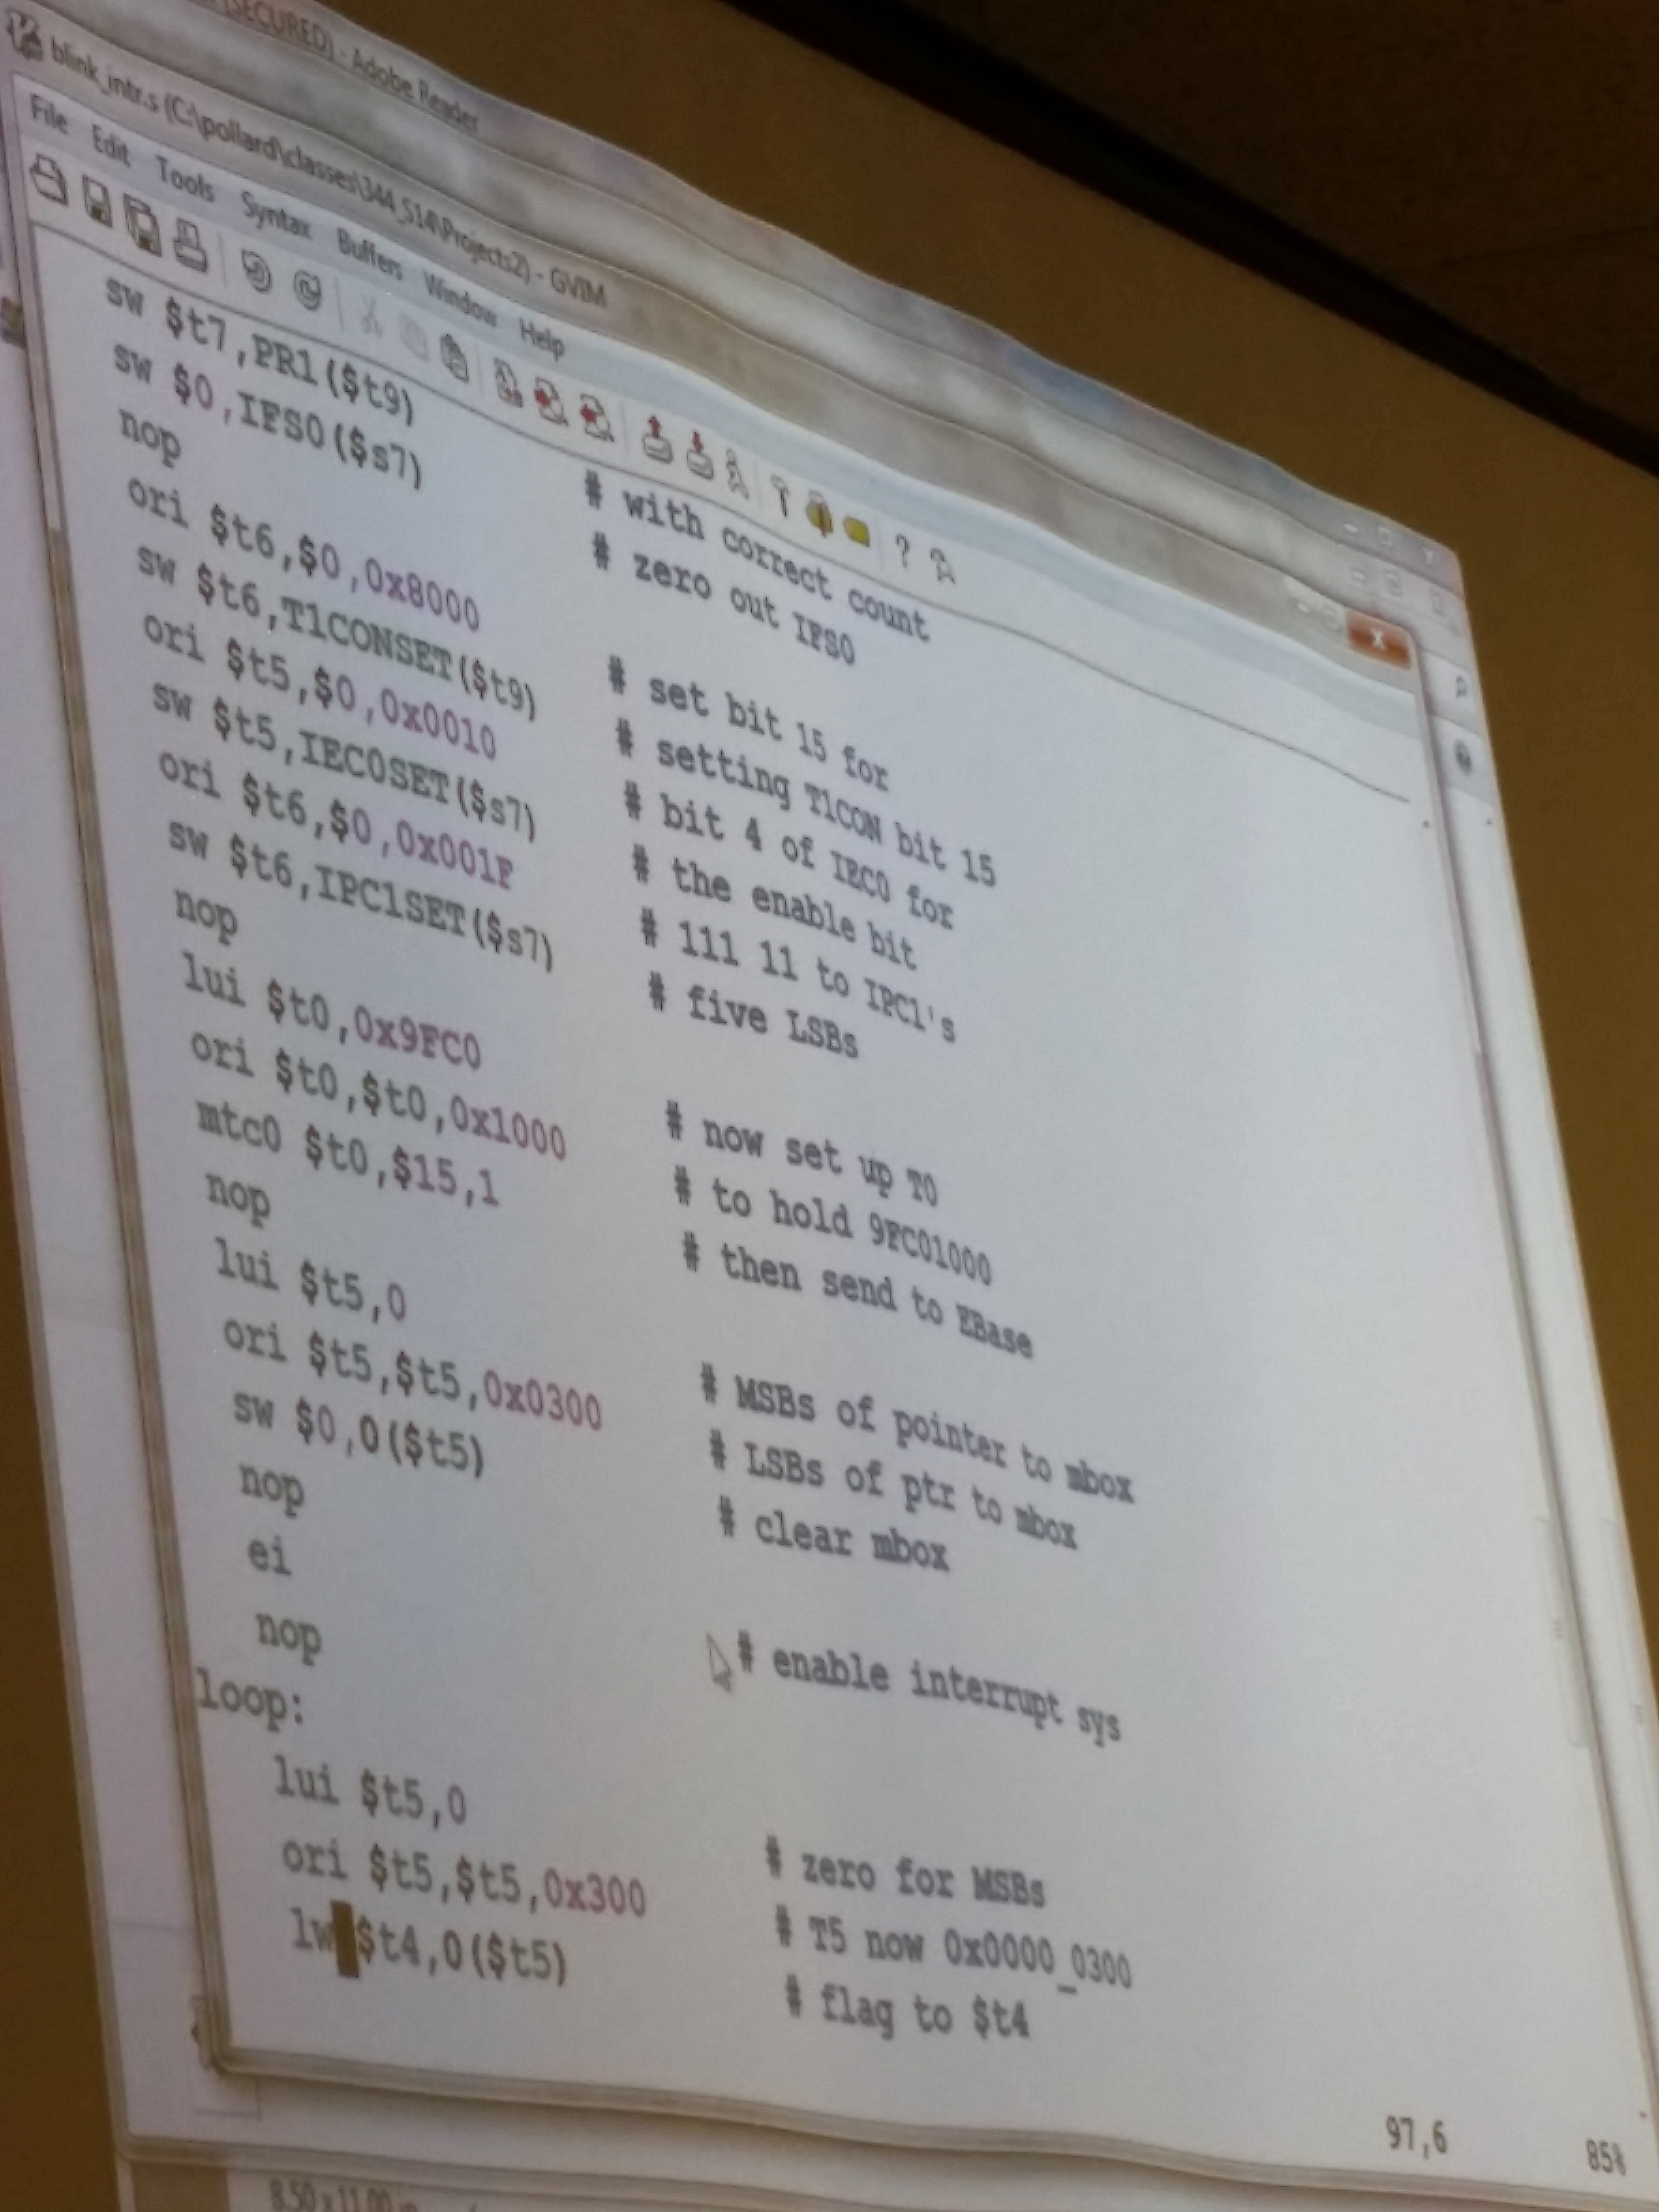 (SECURED) - Adobe Reader
blink_intr.s (C:\pollard\classes\344_S14\Projects2) - GVIM
File Edit Tools Syntax Buffers Window Help
sw $t7,PR1($t9) # with correct count
sw $0,IFS0($s7) # zero out IFS0
nop
ori $t6,$0,0x8000 # set bit 15 for
sw $t6,T1CONSET($t9) # setting T1CON bit 15
ori $t5,$0,0x0010 # bit 4 of IEC0 for
sw $t5,IEC0SET($s7) # the enable bit
ori $t6,$0,0x001F # 111 11 to IPC1's
sw $t6,IPC1SET($s7) # five LSBs
nop
lui $t0,0x9FC0 # now set up T0
ori $t0,$t0,0x1000 # to hold 9FC01000
mtc0 $t0,$15,1 # then send to EBase
nop
lui $t5,0 # MSBs of pointer to mbox
ori $t5,$t5,0x0300 # LSBs of ptr to mbox
sw $0,0($t5) # clear mbox
nop
ei # enable interrupt sys
nop
loop:
lui $t5,0 # zero for MSBs
ori $t5,$t5,0x300 # T5 now 0x0000_0300
lw $t4,0($t5) # flag to $t4
97,6 85%
8.50 x 11.00 in